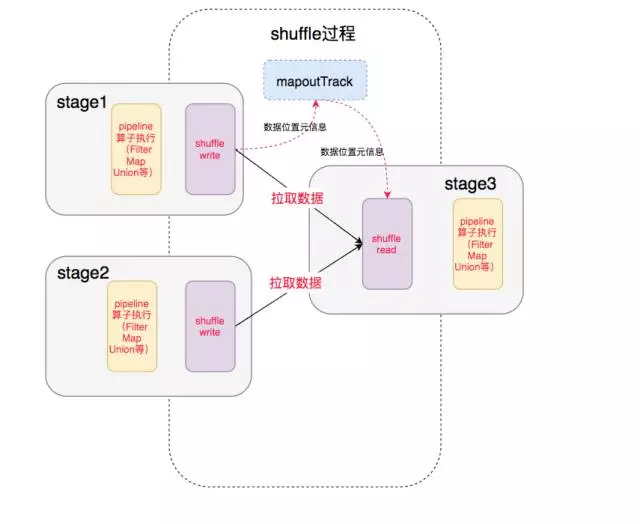 shuffle过程
mapoutTrack
stage1
pipeline
算子执行
（Filter
Map
Union等）
shuffle
write
数据位置元信息
数据位置元信息
拉取数据
stage3
shuffle
read
pipeline
算子执行
（Filter
Map
Union等）
stage2
pipeline
算子执行
（Filter
Map
Union等）
shuffle
write
拉取数据